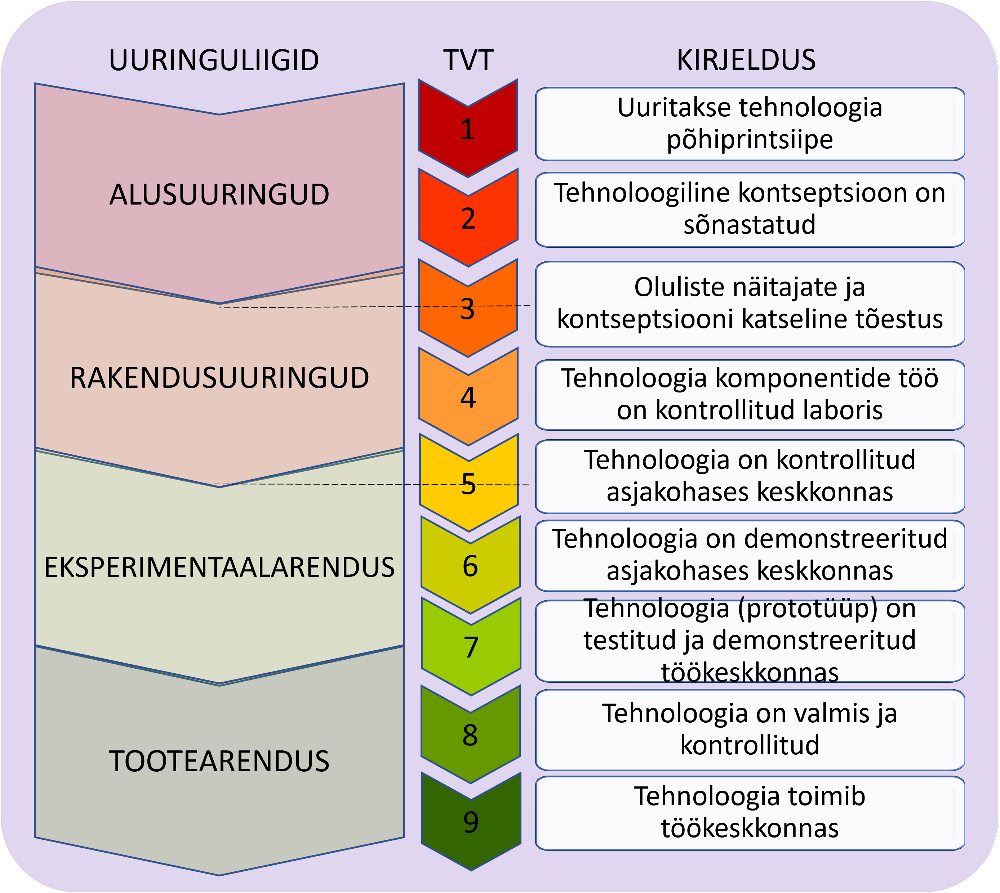 UURINGULIIGID
TVT
KIRJELDUS
ALUSUURINGUD
RAKENDUSUURINGUD
EKSPERIMENTAALARENDUS
TOOTEARENDUS
1
Uuritakse tehnoloogia
põhiprintsiipe
2
Tehnoloogiline kontseptsioon on
sõnastatud
3
Oluliste näitajate ja
kontseptsiooni katseline tõestus
4
Tehnoloogia komponentide töö
on kontrollitud laboris
5
Tehnoloogia on kontrollitud
asjakohases keskkonnas
6
Tehnoloogia on demonstreeritud
asjakohases keskkonnas
7
Tehnoloogia (prototüüp) on
testitud ja demonstreeritud
töökeskkonnas
8
Tehnoloogia on valmis ja
kontrollitud
9
Tehnoloogia toimib
töökeskkonnas